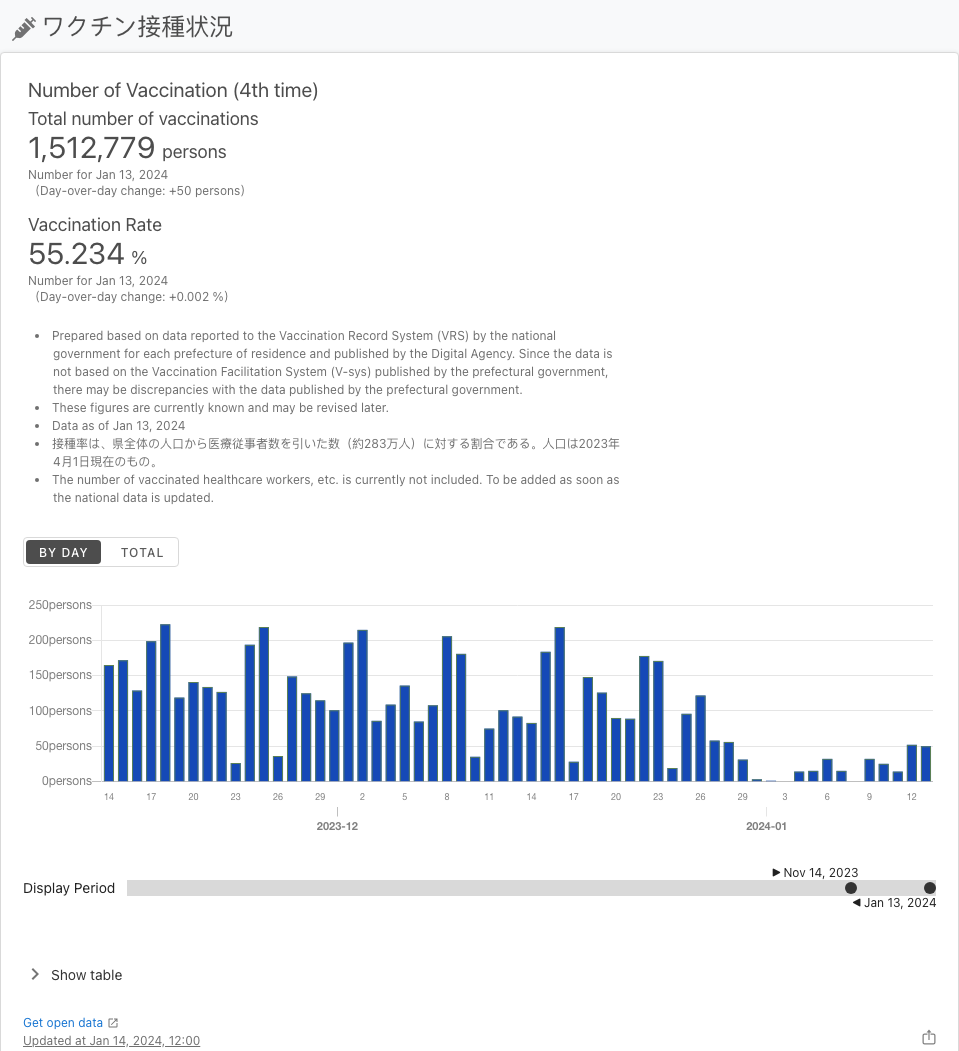 ワクチン接種状況
Number of Vaccination (4th time)
Total number of vaccinations
1,512,779 persons
Number for Jan 13, 2024
(Day-over-day change: +50 persons)
Vaccination Rate
55.234 %
Number for Jan 13, 2024
(Day-over-day change: +0.002 %)
• Prepared based on data reported to the Vaccination Record System (VRS) by the national
government for each prefecture of residence and published by the Digital Agency. Since the data is
not based on the Vaccination Facilitation System (V-sys) published by the prefectural government,
there may be discrepancies with the data published by the prefectural government.
• These figures are currently known and may be revised later.
• Data as of Jan 13, 2024
• 接種率は、県全体の人口から医療従事者数を引いた数（約283万人）に対する割合である。人口は2023年
4月1日現在のもの。
• The number of vaccinated healthcare workers, etc. is currently not included. To be added as soon as
the national data is updated.
BY DAY TOTAL
250persons
200persons
150persons
100persons
50persons
0persons
14 17 20 23 26 29 2 5 8 11 14 17 20 23 26 29 3 6 9 12
2023-12 2024-01
▶ Nov 14, 2023
Display Period
◀ Jan 13, 2024
Show table
Get open data
Updated at Jan 14, 2024, 12:00